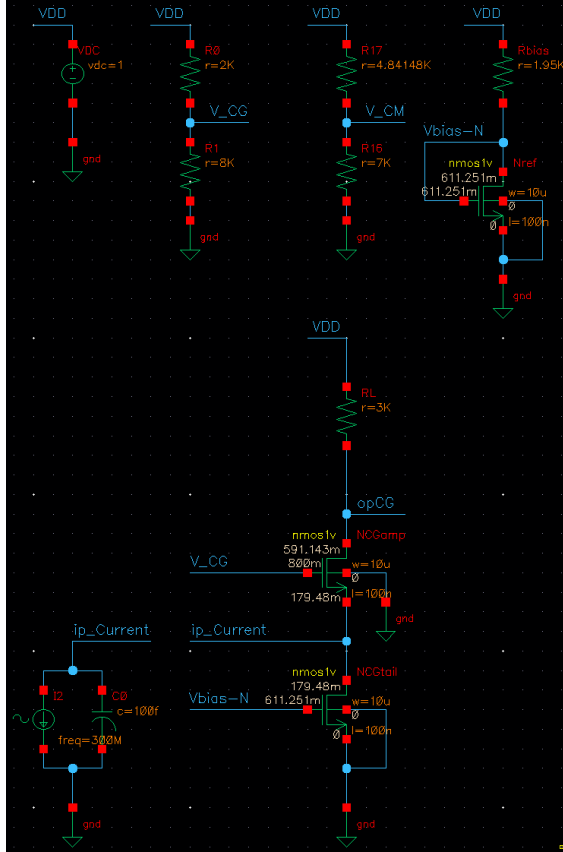 VDD
VDD
VDD
VDD
VDC
vdc=1
gnd
R0
r=2K
V_CG
R1
r=8K
gnd
R17
r=4.84148K
V_CM
R16
r=7K
gnd
Rbias
r=1.95K
Vbias-N
nmos1v
Nref
611.251m
611.251m
w=10u
0
l=100n
0
gnd
VDD
RL
r=3K
opCG
nmos1v
NCGamp
591.143m
V_CG
800m
w=10u
0
l=100n
179.48m
gnd
ip_Current
ip_Current
nmos1v
NCGtail
179.48m
Vbias-N
611.251m
w=10u
0
l=100n
0
I2
C0
c=100f
freq=300M
gnd
gnd